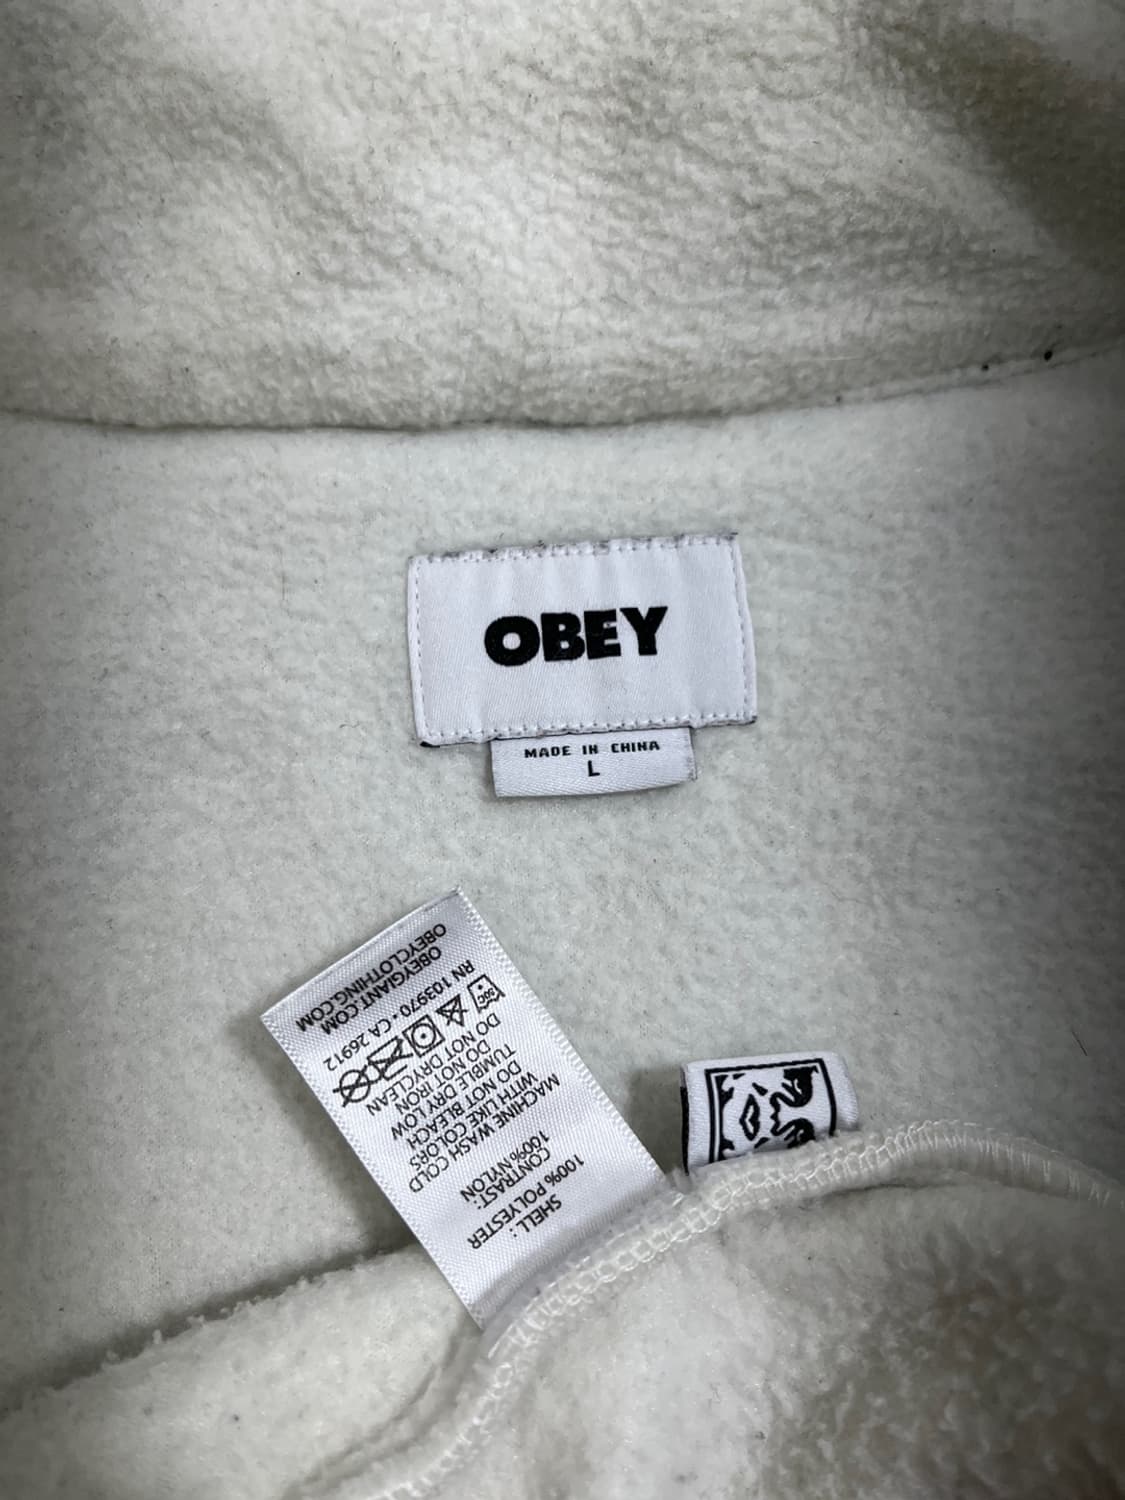 OBEY
MADE IN CHINA
L
SHELL:
100% POLYESTER
CONTRAST:
100% NYLON
MACHINE WASH COLD
WITH LIKE COLORS
DO NOT BLEACH
TUMBLE DRY LOW
DO NOT IRON
DO NOT DRYCLEAN
30C
RN 103970 - CA 26912
OBEYGIANT.COM
OBEYCLOTHING.COM